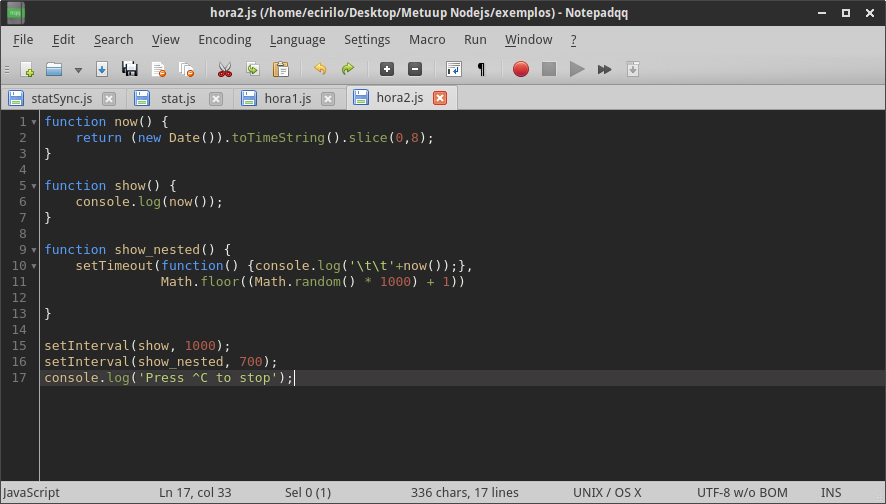 hora2.js (/home/ecirilo/Desktop/Metuup Nodejs/exemplos) - Notepadqq
File Edit Search View Encoding Language Settings Macro Run Window ?
statSync.js stat.js hora1.js hora2.js
1 function now() {
2     return (new Date()).toTimeString().slice(0,8);
3 }
4
5 function show() {
6     console.log(now());
7 }
8
9 function show_nested() {
10     setTimeout(function() {console.log('\t\t'+now());},
11                Math.floor((Math.random() * 1000) + 1))
12
13 }
14
15 setInterval(show, 1000);
16 setInterval(show_nested, 700);
17 console.log('Press ^C to stop');
JavaScript Ln 17, col 33 Sel 0 (1) 336 chars, 17 lines UNIX / OS X UTF-8 w/o BOM INS